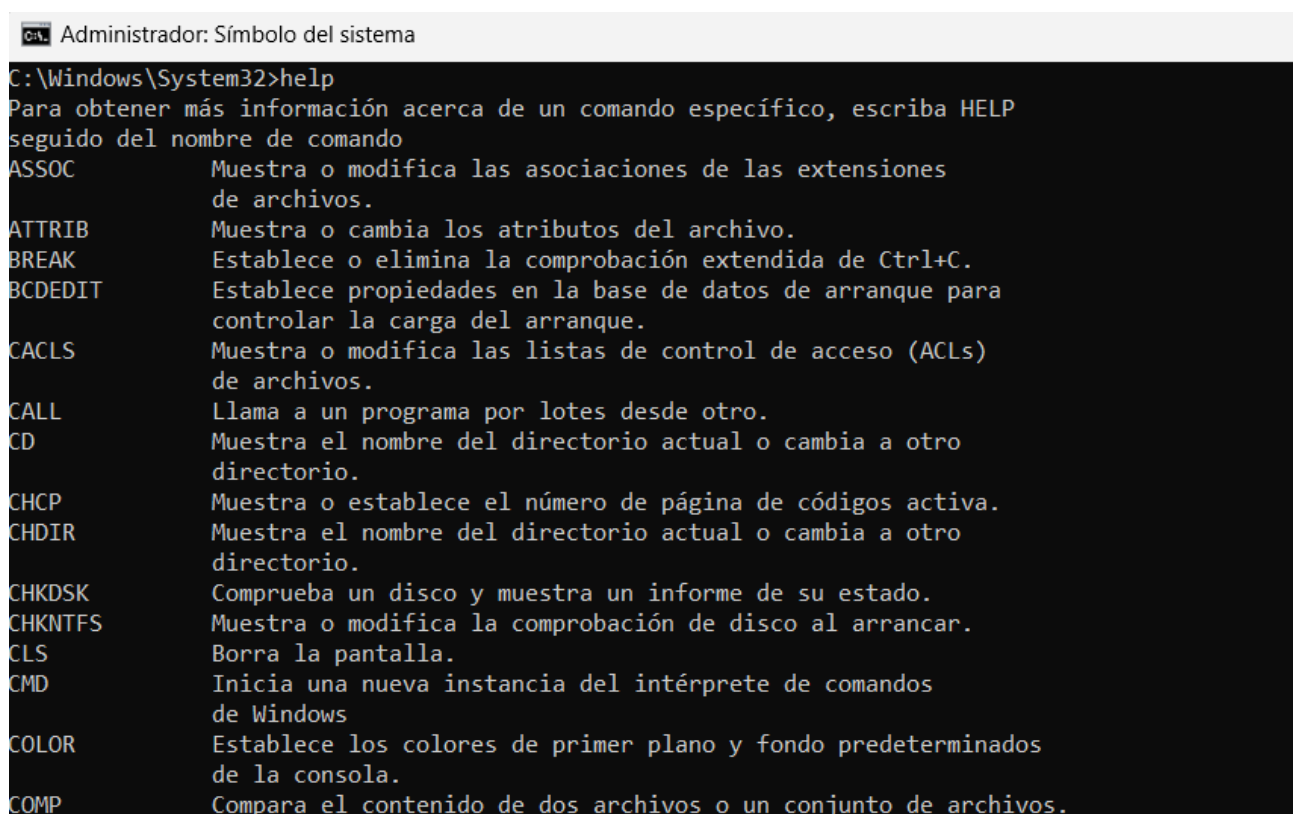 Administrador: Símbolo del sistema
C:\Windows\System32>help
Para obtener más información acerca de un comando específico, escriba HELP
seguido del nombre de comando
ASSOC          Muestra o modifica las asociaciones de las extensiones
               de archivos.
ATTRIB         Muestra o cambia los atributos del archivo.
BREAK          Establece o elimina la comprobación extendida de Ctrl+C.
BCDEDIT        Establece propiedades en la base de datos de arranque para
               controlar la carga del arranque.
CACLS          Muestra o modifica las listas de control de acceso (ACLs)
               de archivos.
CALL           Llama a un programa por lotes desde otro.
CD             Muestra el nombre del directorio actual o cambia a otro
               directorio.
CHCP           Muestra o establece el número de página de códigos activa.
CHDIR          Muestra el nombre del directorio actual o cambia a otro
               directorio.
CHKDSK         Comprueba un disco y muestra un informe de su estado.
CHKNTFS        Muestra o modifica la comprobación de disco al arrancar.
CLS            Borra la pantalla.
CMD            Inicia una nueva instancia del intérprete de comandos
               de Windows
COLOR          Establece los colores de primer plano y fondo predeterminados
               de la consola.
COMP           Compara el contenido de dos archivos o un conjunto de archivos.